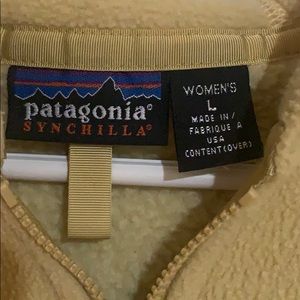 patagonia®
SYNCHILLA®
WOMEN'S
L
MADE IN/
FABRIQUE A
USA
CONTENT(OVER)